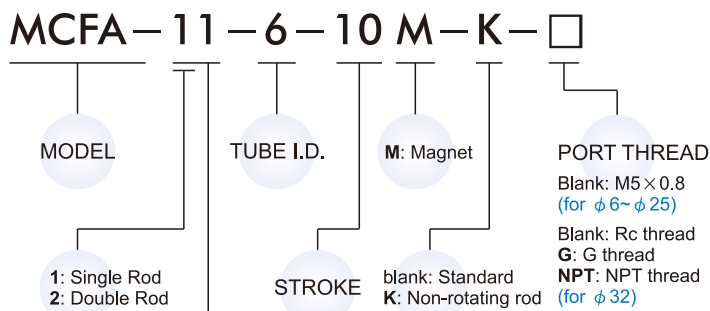 MCFA－11－6－10 M－K－□
MODEL
TUBE I.D.
M: Magnet
PORT THREAD
Blank: M5×0.8
(for φ6~φ25)
Blank: Rc thread
G: G thread
NPT: NPT thread
(for φ32)
1: Single Rod
2: Double Rod
STROKE
blank: Standard
K: Non-rotating rod